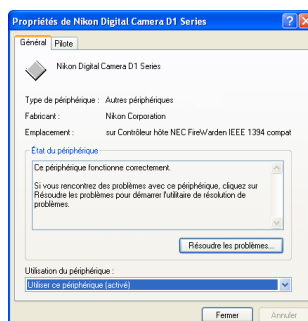 Propriétés de Nikon Digital Camera D1 Series
Général Pilote
Nikon Digital Camera D1 Series
Type de périphérique : Autres périphériques
Fabricant : Nikon Corporation
Emplacement : sur Contrôleur hôte NEC FireWarden IEEE 1394 compat
État du périphérique
Ce périphérique fonctionne correctement.
Si vous rencontrez des problèmes avec ce périphérique, cliquez sur
Résoudre les problèmes pour démarrer l'utilitaire de résolution de
problèmes.
Résoudre les problèmes...
Utilisation du périphérique :
Utiliser ce périphérique (activé)
Fermer Annuler